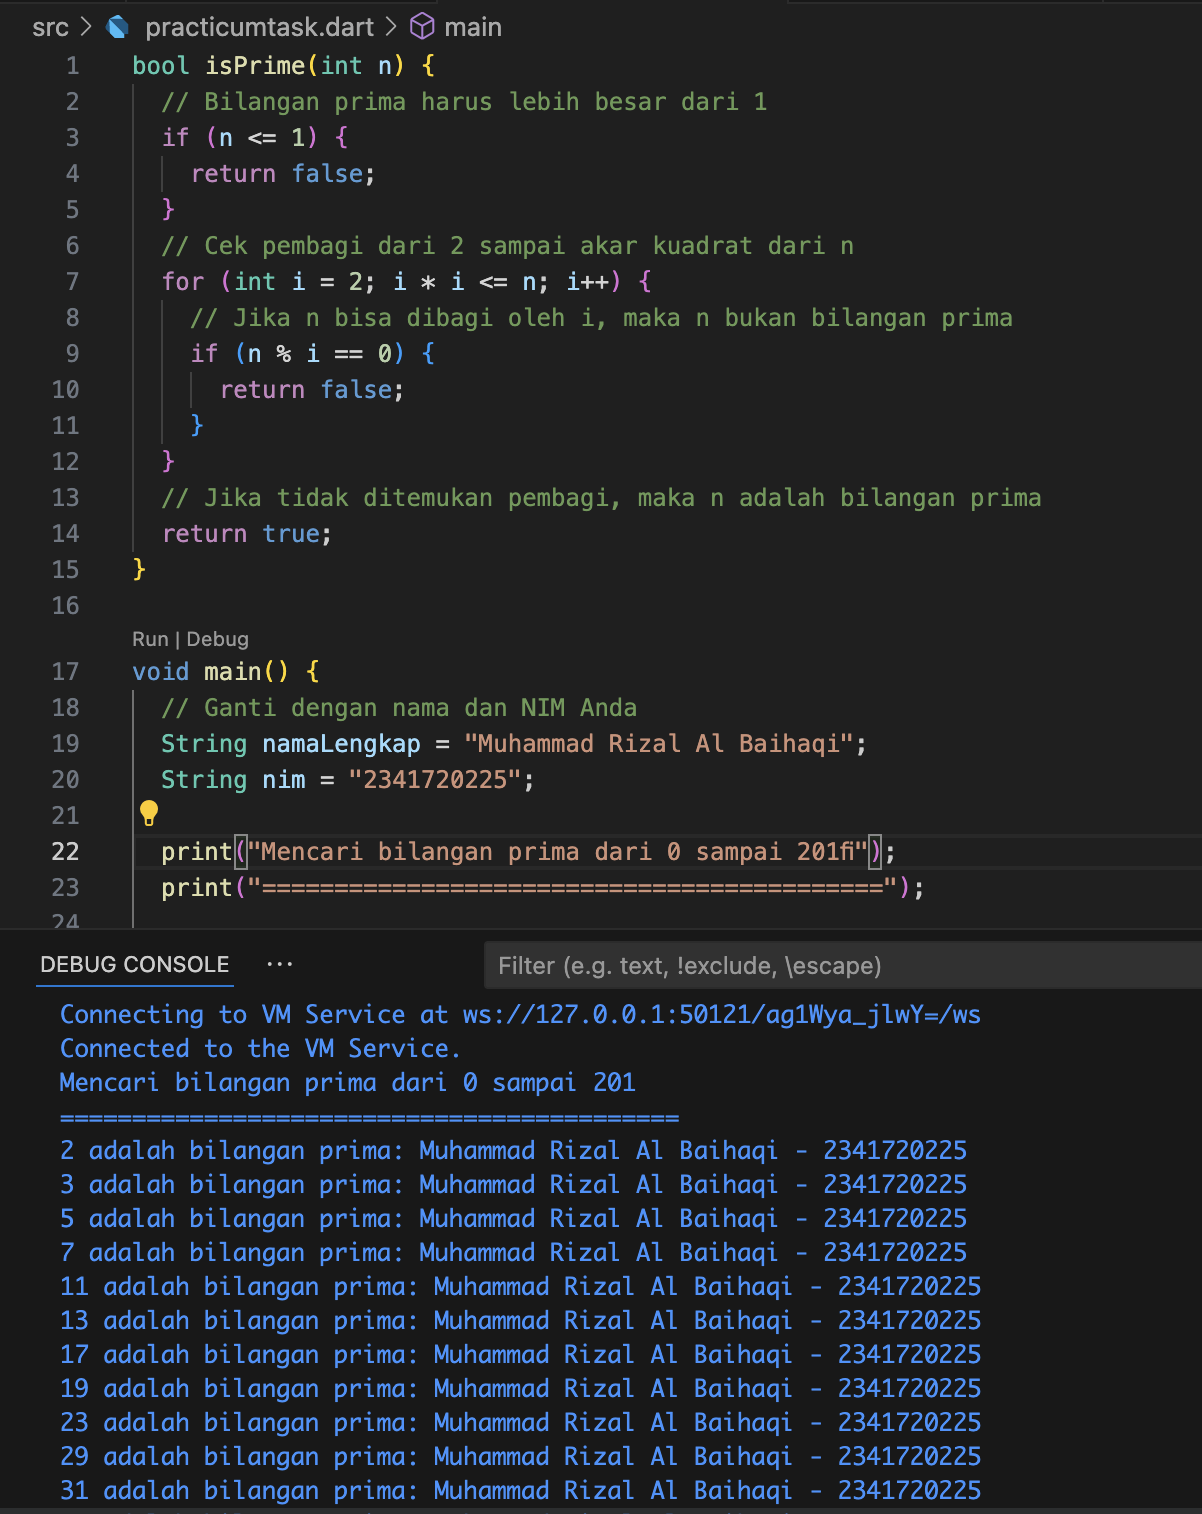 src > practicumtask.dart > main
1 bool isPrime(int n) {
2 // Bilangan prima harus lebih besar dari 1
3 if (n <= 1) {
4 return false;
5 }
6 // Cek pembagi dari 2 sampai akar kuadrat dari n
7 for (int i = 2; i * i <= n; i++) {
8 // Jika n bisa dibagi oleh i, maka n bukan bilangan prima
9 if (n % i == 0) {
10 return false;
11 }
12 }
13 // Jika tidak ditemukan pembagi, maka n adalah bilangan prima
14 return true;
15 }
16
Run | Debug
17 void main() {
18 // Ganti dengan nama dan NIM Anda
19 String namaLengkap = "Muhammad Rizal Al Baihaqi";
20 String nim = "2341720225";
21
22 print("Mencari bilangan prima dari 0 sampai 201fi");
23 print("===========================================");
24
DEBUG CONSOLE ...
Filter (e.g. text, !exclude, \escape)
Connecting to VM Service at ws://127.0.0.1:50121/ag1Wya_jlwY=/ws
Connected to the VM Service.
Mencari bilangan prima dari 0 sampai 201
===========================================
2 adalah bilangan prima: Muhammad Rizal Al Baihaqi - 2341720225
3 adalah bilangan prima: Muhammad Rizal Al Baihaqi - 2341720225
5 adalah bilangan prima: Muhammad Rizal Al Baihaqi - 2341720225
7 adalah bilangan prima: Muhammad Rizal Al Baihaqi - 2341720225
11 adalah bilangan prima: Muhammad Rizal Al Baihaqi - 2341720225
13 adalah bilangan prima: Muhammad Rizal Al Baihaqi - 2341720225
17 adalah bilangan prima: Muhammad Rizal Al Baihaqi - 2341720225
19 adalah bilangan prima: Muhammad Rizal Al Baihaqi - 2341720225
23 adalah bilangan prima: Muhammad Rizal Al Baihaqi - 2341720225
29 adalah bilangan prima: Muhammad Rizal Al Baihaqi - 2341720225
31 adalah bilangan prima: Muhammad Rizal Al Baihaqi - 2341720225